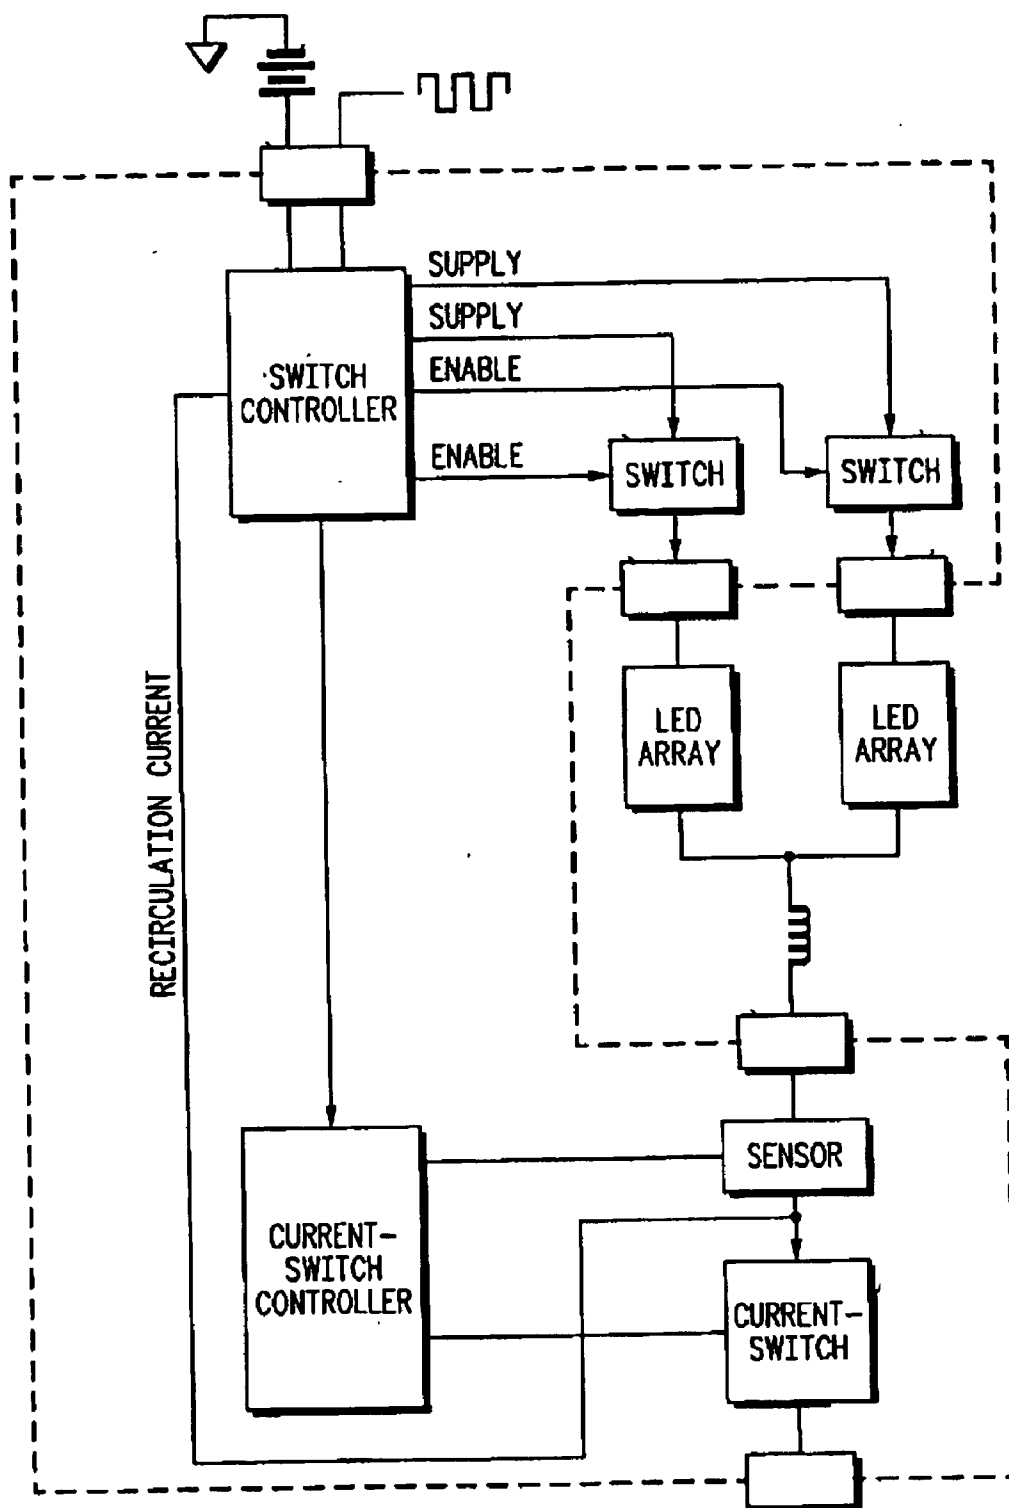 SUPPLY
SUPPLY
ENABLE
ENABLE
SWITCH
CONTROLLER
SWITCH
SWITCH
LED
ARRAY
LED
ARRAY
RECIRCULATION CURRENT
SENSOR
CURRENT-
SWITCH
CONTROLLER
CURRENT-
SWITCH